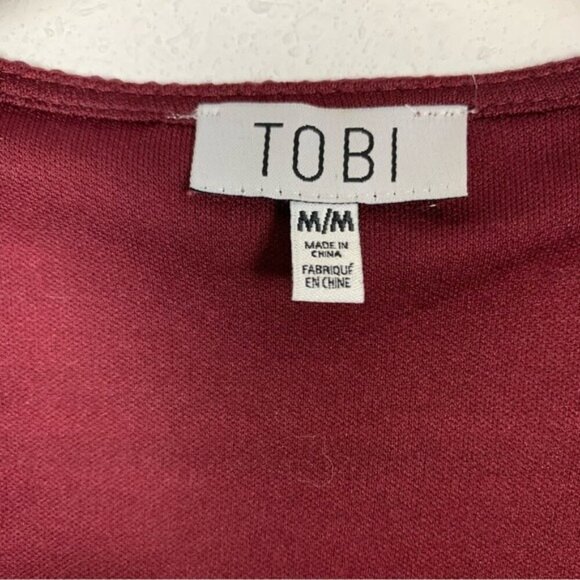 TOBI
M/M
MADE IN
CHINA
FABRIQUÉ
EN CHINE